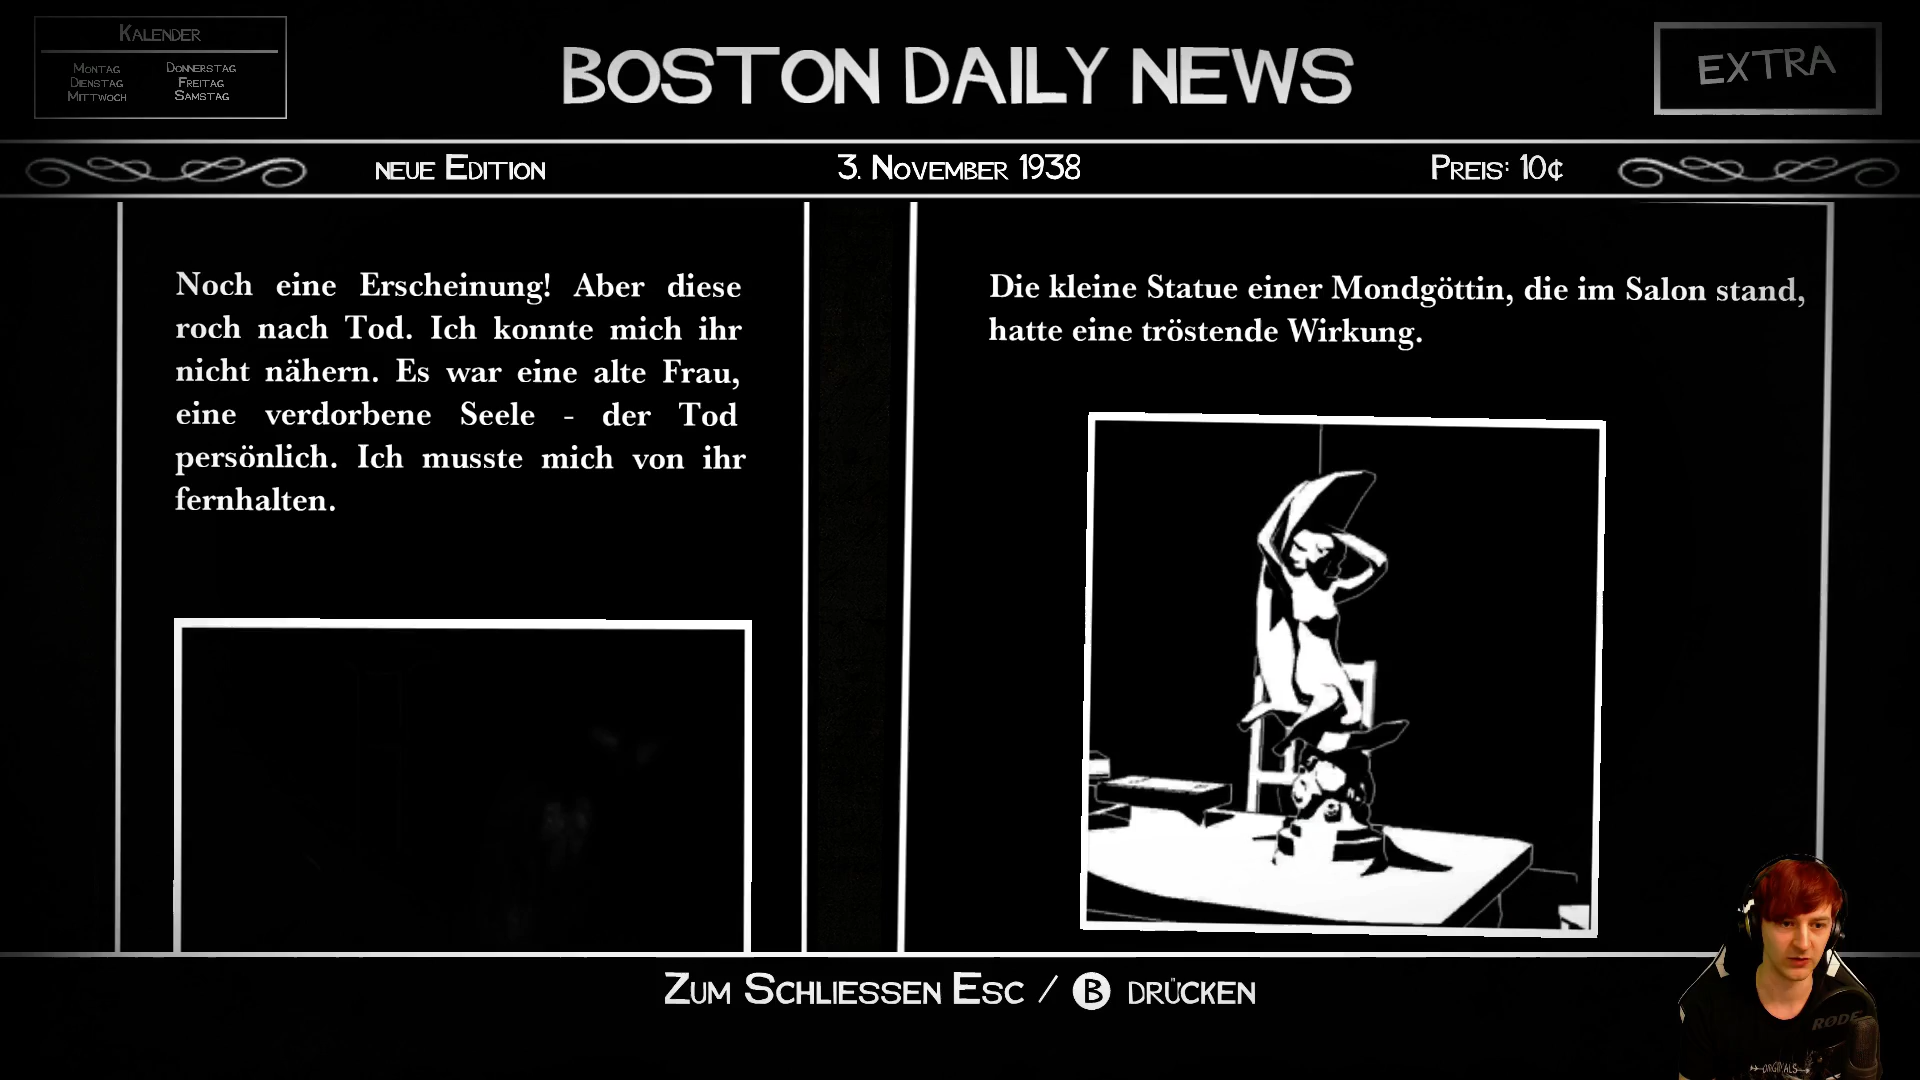 Kalender
Montag
Dienstag
Mittwoch
Donnerstag
Freitag
Samstag
BOSTON DAILY NEWS
EXTRA
neue Edition
3. November 1938
Preis: 10¢
Noch eine Erscheinung! Aber diese
roch nach Tod. Ich konnte mich ihr
nicht nähern. Es war eine alte Frau,
eine verdorbene Seele - der Tod
persönlich. Ich musste mich von ihr
fernhalten.
Die kleine Statue einer Mondgöttin, die im Salon stand,
hatte eine tröstende Wirkung.
Zum Schliessen Esc / B drücken
RØDE